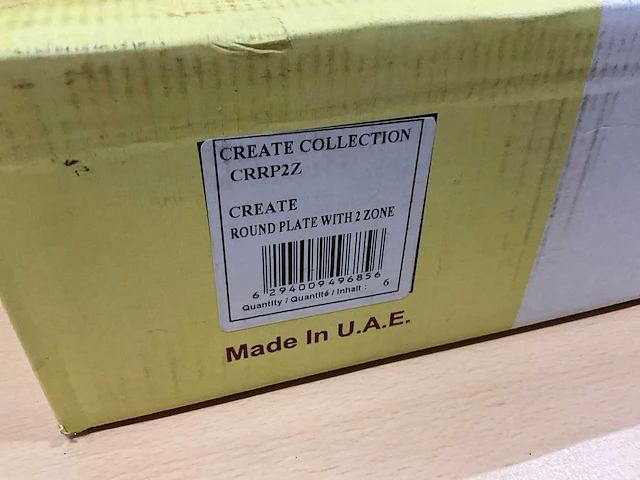 CREATE COLLECTION
CRRP2Z
CREATE
ROUND PLATE WITH 2 ZONE
6 294009 496856
Quantity / Quantité / Inhalt : 6
Made In U.A.E.